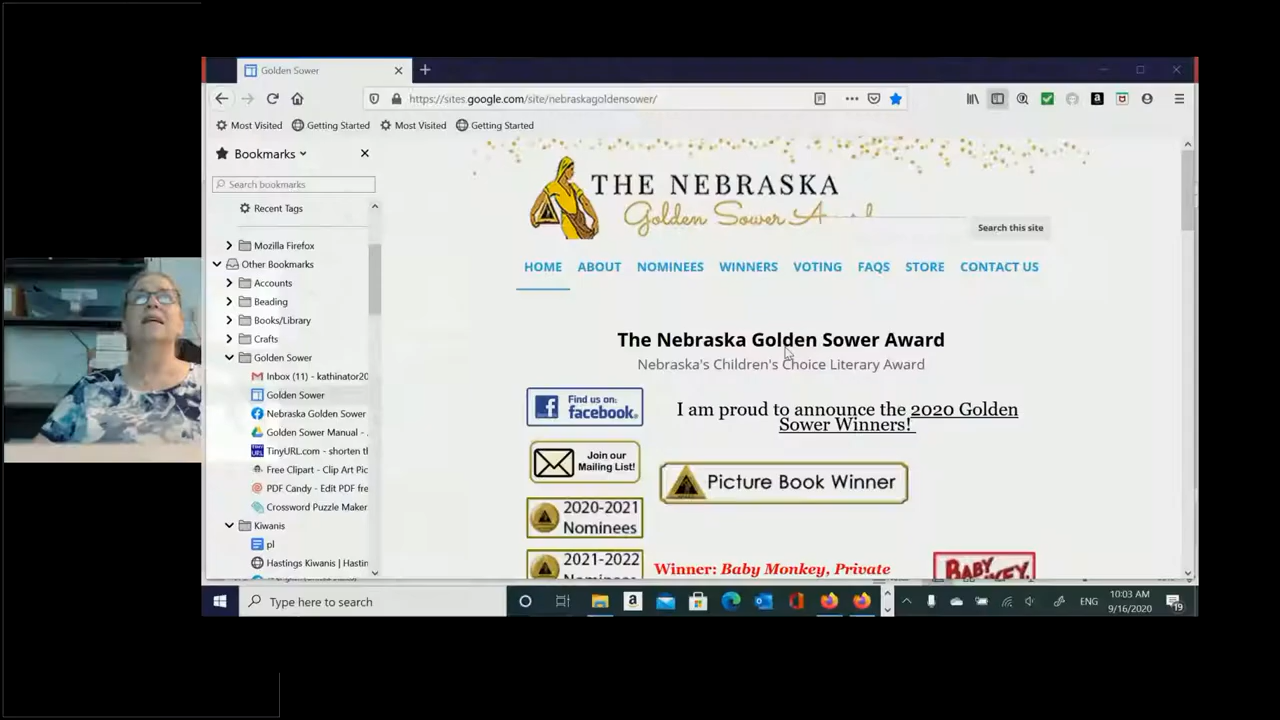 Golden Sower
https://sites.google.com/site/nebraskagoldensower/
Most Visited Getting Started Most Visited Getting Started
Bookmarks
Search bookmarks
Recent Tags
Mozilla Firefox
Other Bookmarks
Accounts
Beading
Books/Library
Crafts
Golden Sower
Inbox (11) - kathinator20
Golden Sower
Nebraska Golden Sower
Golden Sower Manual - .
TinyURL.com - shorten th
Free Clipart - Clip Art Pic
PDF Candy - Edit PDF fre
Crossword Puzzle Maker
Kiwanis
pl
Hastings Kiwanis | Hastin
THE NEBRASKA
Golden Sower
Search this site
HOME ABOUT NOMINEES WINNERS VOTING FAQS STORE CONTACT US
The Nebraska Golden Sower Award
Nebraska's Children's Choice Literary Award
Find us on:
facebook
Join our
Mailing List!
2020-2021
Nominees
2021-2022
I am proud to announce the 2020 Golden
Sower Winners!
Picture Book Winner
Winner: Baby Monkey, Private
BABY
Type here to search
ENG
10:03 AM
9/16/2020
19